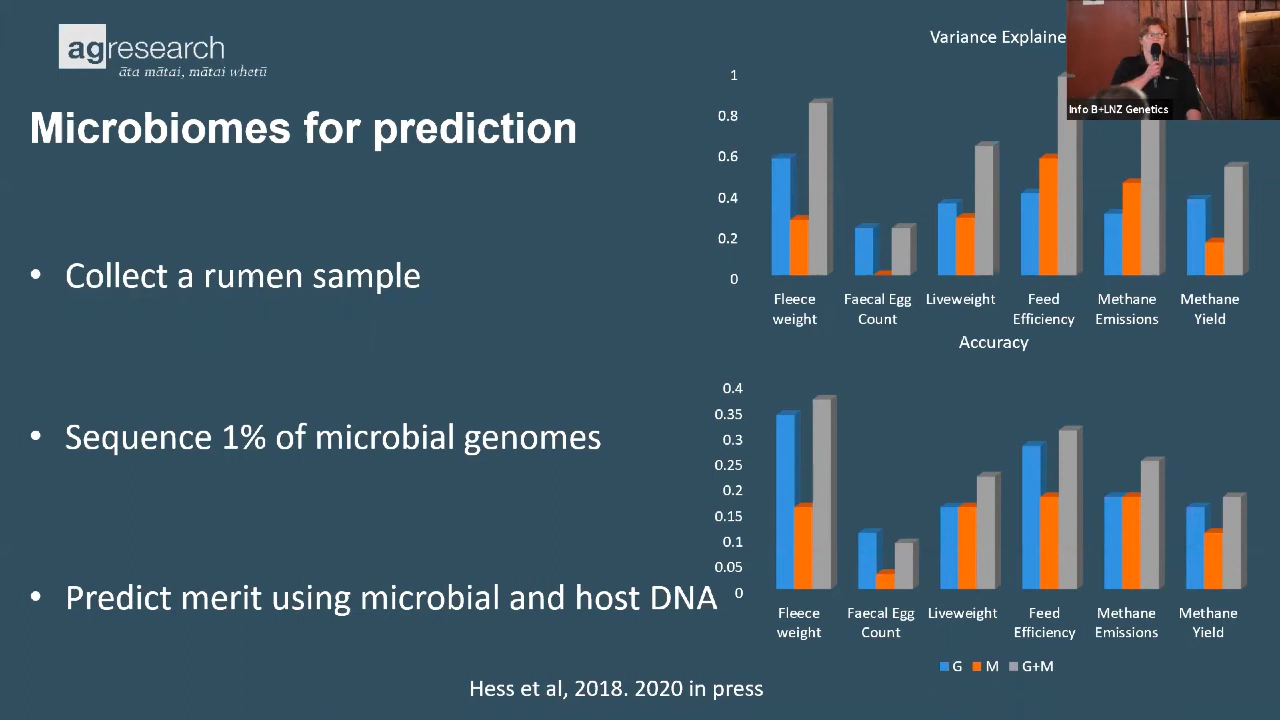 agresearch
āta mātai, mātai whetū
Microbiomes for prediction
• Collect a rumen sample
• Sequence 1% of microbial genomes
• Predict merit using microbial and host DNA
Hess et al, 2018. 2020 in press
Variance Explaine
1
0.8
0.6
0.4
0.2
0
Fleece weight
Faecal Egg Count
Liveweight
Feed Efficiency
Methane Emissions
Methane Yield
Accuracy
0.4
0.35
0.3
0.25
0.2
0.15
0.1
0.05
0
Fleece weight
Faecal Egg Count
Liveweight
Feed Efficiency
Methane Emissions
Methane Yield
G M G+M
Info B+LNZ Genetics